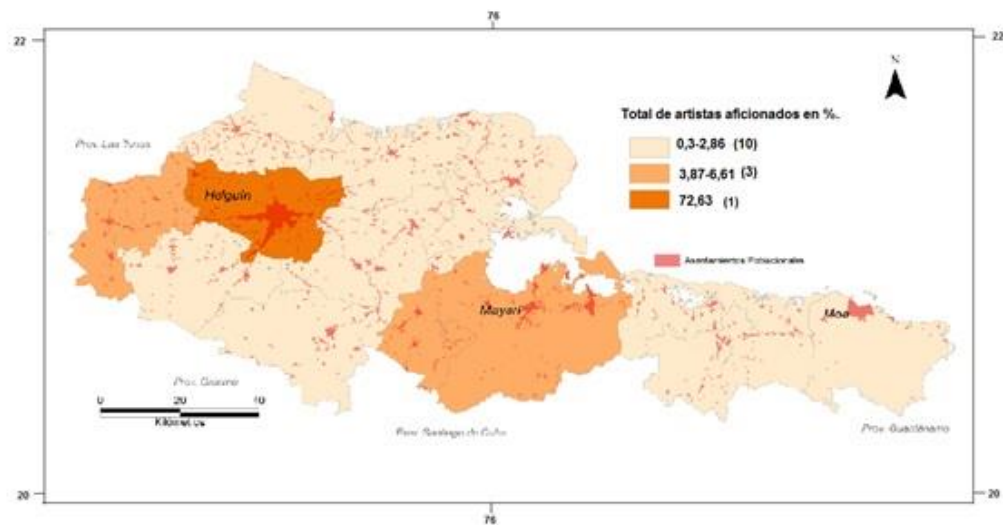 76
22
22
N
Total de artistas aficionados en %.
0,3-2,86 (10)
3,87-6,61 (3)
72,63 (1)
Prov. Las Tunas
Holguín
Asentamientos Poblacionales
Mayarí
Moa
Prov. Granma
0 20 40
Kilómetros
Prov. Santiago de Cuba
Prov. Guantánamo
20
20
76